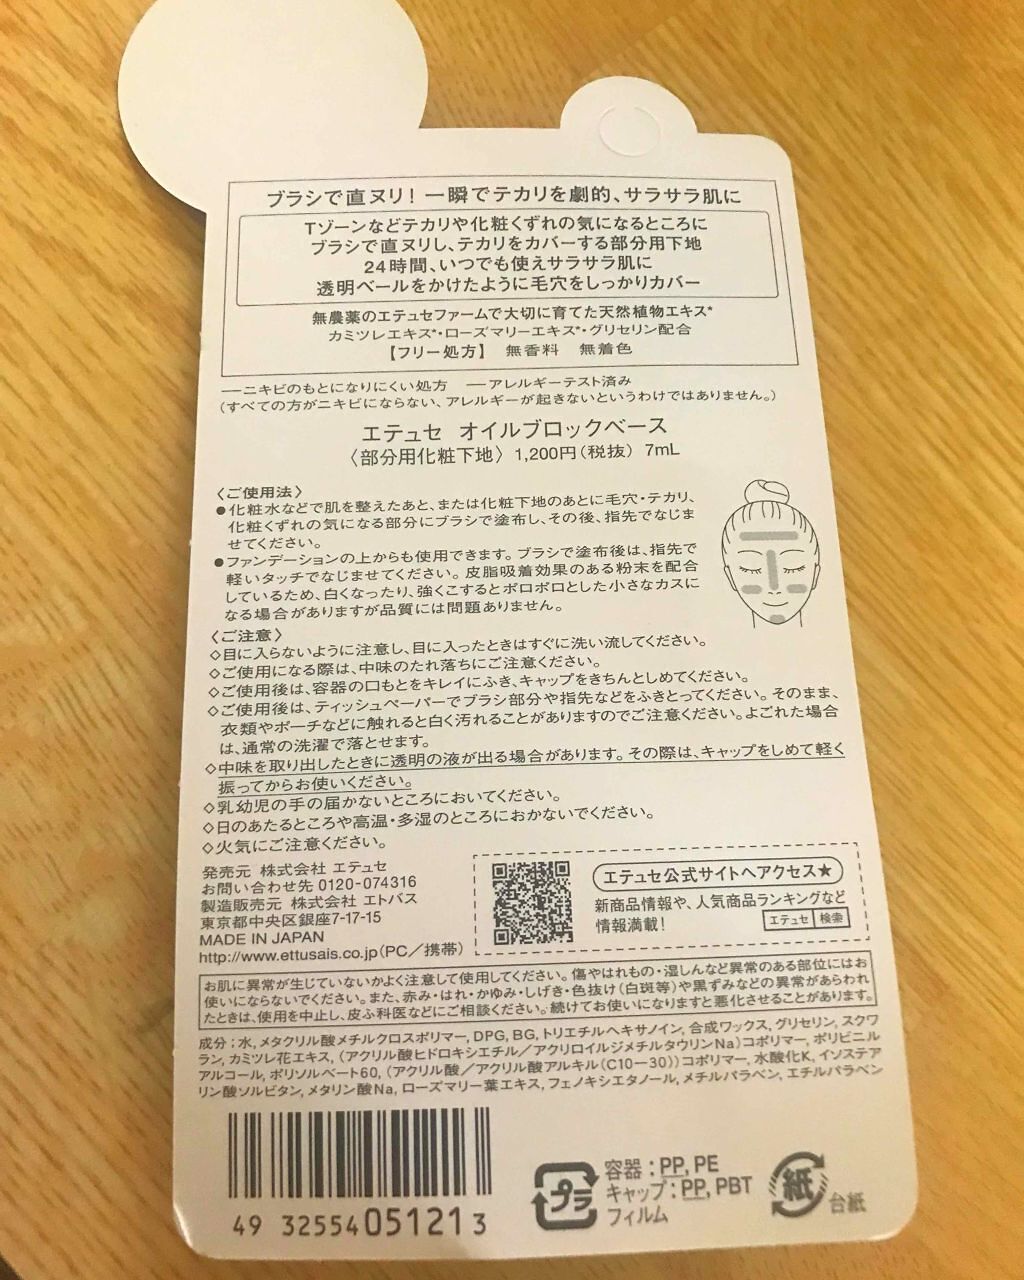 ブラシで直ヌリ！一瞬でテカリを劇的、サラサラ肌に
Tゾーンなどテカリや化粧くずれの気になるところに
ブラシで直ヌリし、テカリをカバーする部分用下地
24時間、いつでも使えサラサラ肌に
透明ベールをかけたように毛穴をしっかりカバー
無農薬のエテュセファームで大切に育てた天然植物エキス*
カミツレエキス*・ローズマリーエキス*・グリセリン配合
【フリー処方】 無香料 無着色
―ニキビのもとになりにくい処方 ―アレルギーテスト済み
（すべての方がニキビにならない、アレルギーが起きないというわけではありません。）
エテュセ オイルブロックベース
〈部分用化粧下地〉 1,200円（税抜） 7mL
〈ご使用法〉
●化粧水などで肌を整えたあと、または化粧下地のあとに毛穴・テカリ、
化粧くずれの気になる部分にブラシで塗布し、その後、指先でなじま
せてください。
●ファンデーションの上からも使用できます。ブラシで塗布後は、指先で
軽いタッチでなじませてください。皮脂吸着効果のある粉末を配合
しているため、白くなったり、強くこするとボロボロとした小さなカスに
なる場合がありますが品質には問題ありません。
〈ご注意〉
◇目に入らないように注意し、目に入ったときはすぐに洗い流してください。
◇ご使用になる際は、中味のたれ落ちにご注意ください。
◇ご使用後は、容器の口もとをキレイにふき、キャップをきちんとしめてください。
◇ご使用後は、ティッシュペーパーでブラシ部分や指先などをふきとってください。そのまま、
衣類やポーチなどに触れると白く汚れることがありますのでご注意ください。よごれた場合
は、通常の洗濯で落とせます。
◇中味を取り出したときに透明の液が出る場合があります。その際は、キャップをしめて軽く
振ってからお使いください。
◇乳幼児の手の届かないところにおいてください。
◇日のあたるところや高温・多湿のところにおかないでください。
◇火気にご注意ください。
発売元 株式会社 エテュセ
お問い合わせ先 0120-074316
製造販売元 株式会社 エトバス
東京都中央区銀座7-17-15
MADE IN JAPAN
http://www.ettusais.co.jp（PC／携帯）
エテュセ公式サイトへアクセス★
新商品情報や、人気商品ランキングなど
情報満載！
エテュセ 検索
お肌に異常が生じていないかよく注意して使用してください。傷やはれもの・湿しんなど異常のある部位にはお
使いにならないでください。また、赤み・はれ・かゆみ・しげき・色抜け（白斑等）や黒ずみなどの異常があらわれ
たときは、使用を中止し、皮ふ科医などにご相談ください。続けてお使いになりますと悪化させることがあります。
成分：水、メタクリル酸メチルクロスポリマー、DPG、BG、トリエチルヘキサノイン、合成ワックス、グリセリン、スクワ
ラン、カミツレ花エキス、（アクリル酸ヒドロキシエチル／アクリロイルジメチルタウリンNa）コポリマー、ポリビニル
アルコール、ポリソルベート60、（アクリル酸／アクリル酸アルキル（C10－30））コポリマー、水酸化K、イソステア
リン酸ソルビタン、メタリン酸Na、ローズマリー葉エキス、フェノキシエタノール、メチルパラベン、エチルパラベン
49 32554 051213
プラ
容器：PP, PE
キャップ：PP, PBT
フィルム
紙
台紙